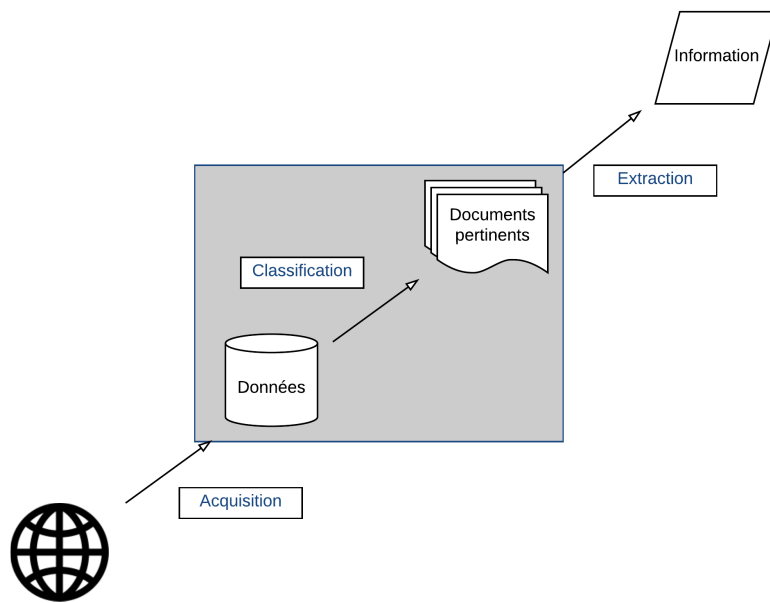 Information
Extraction
Documents
pertinents
Classification
Données
Acquisition